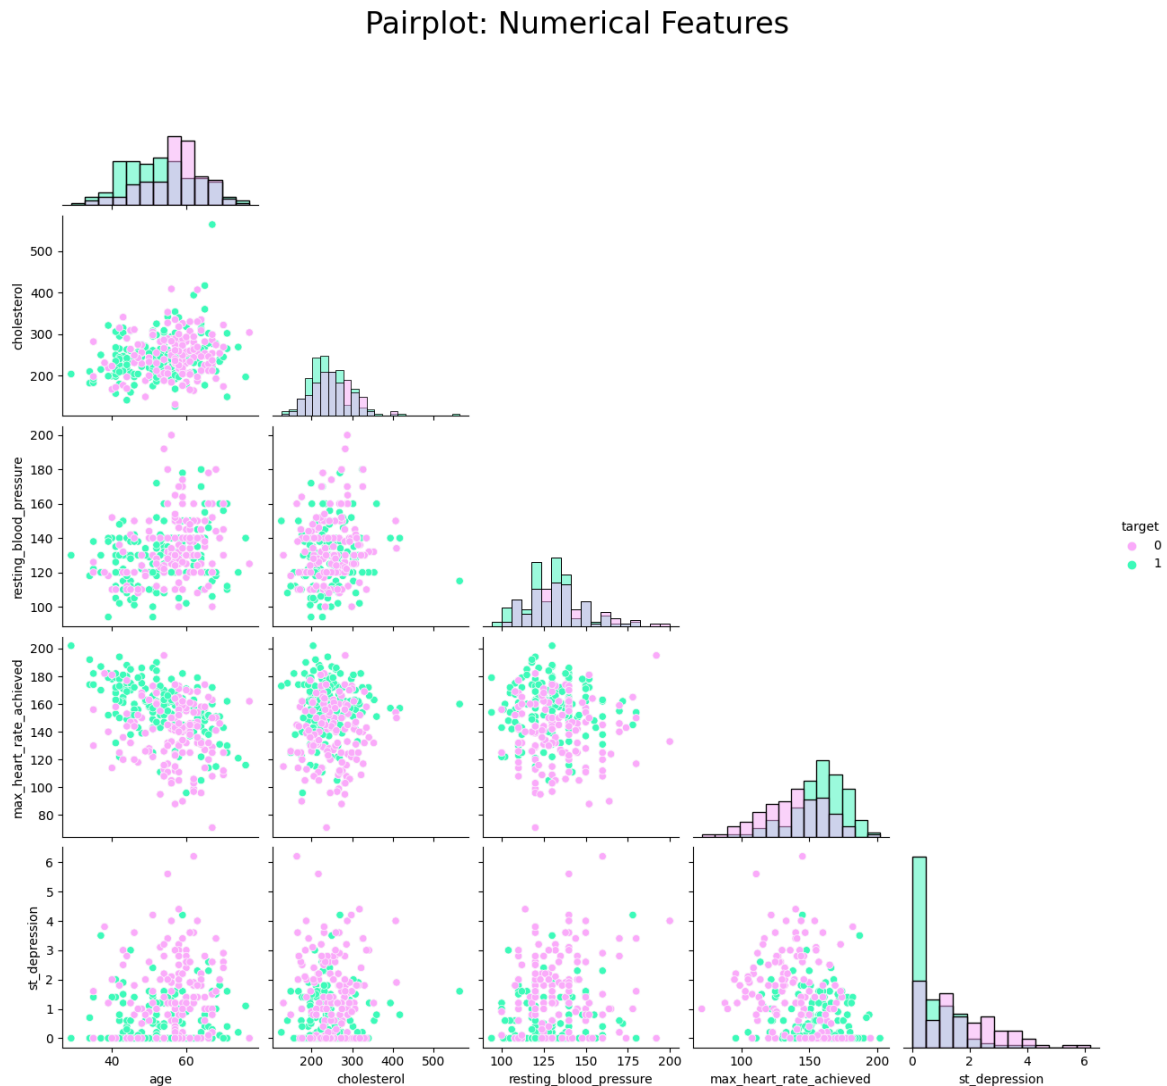 Pairplot: Numerical Features
cholesterol
500
400
300
200
resting_blood_pressure
200
180
160
140
120
100
max_heart_rate_achieved
200
180
160
140
120
100
80
st_depression
6
5
4
3
2
1
0
40 60
age
200 300 400 500
cholesterol
100 125 150 175 200
resting_blood_pressure
100 150 200
max_heart_rate_achieved
0 2 4 6
st_depression
target
0
1